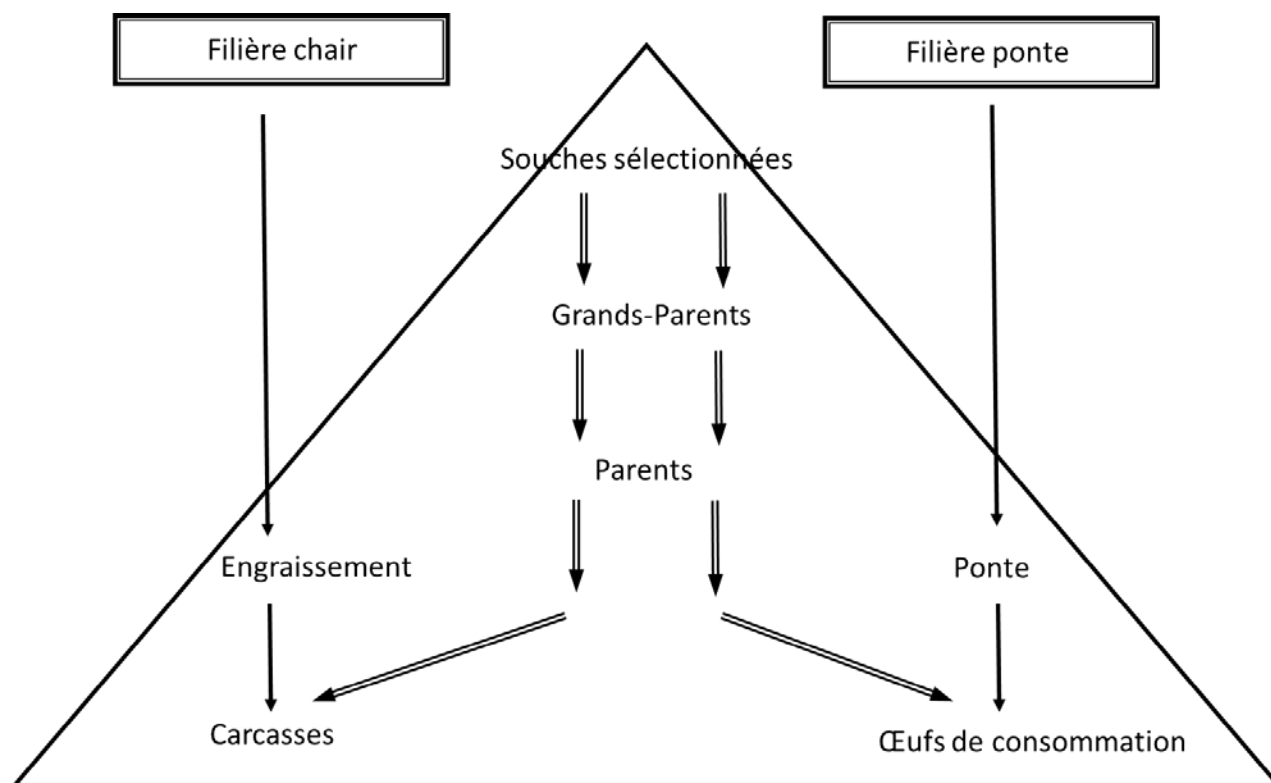 Filière chair
Filière ponte
Souches sélectionnées
Grands-Parents
Parents
Engraissement
Ponte
Carcasses
Œufs de consommation